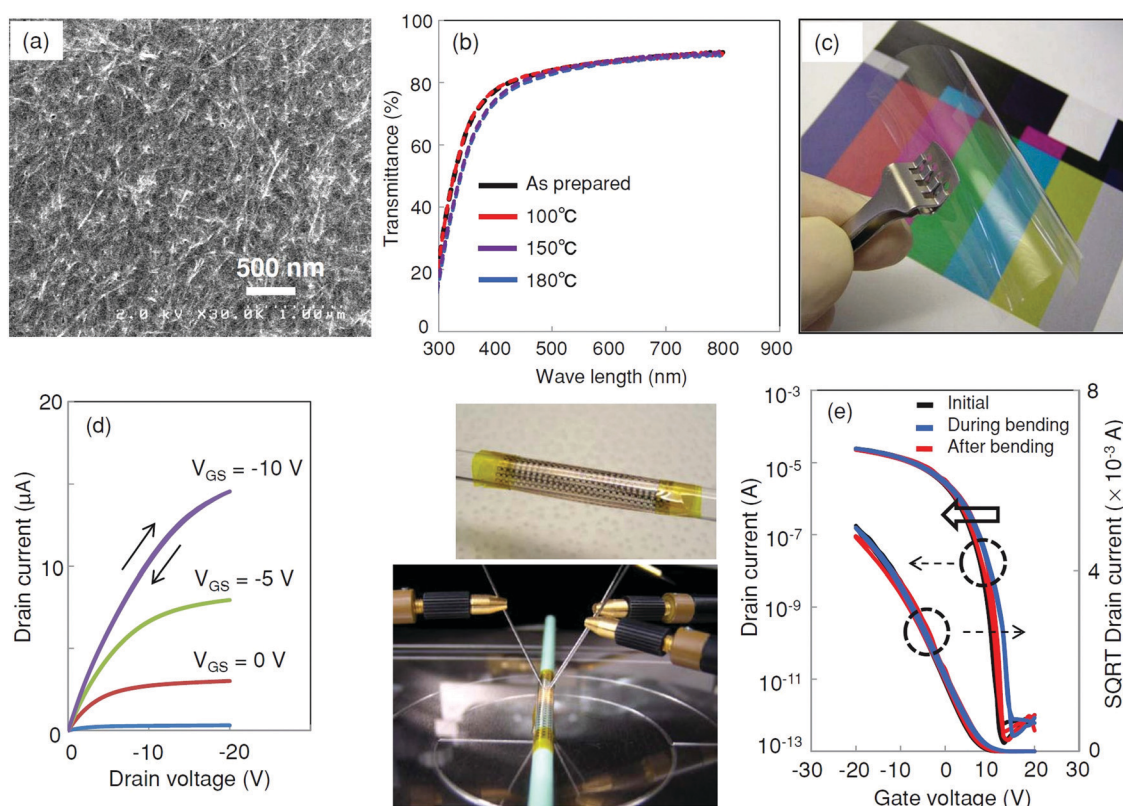 (a)
500 nm
2.0 kV X30.0K 1.00µm
(b)
100
80
60
40
20
0
Transmittance (%)
As prepared
100℃
150℃
180℃
300 400 500 600 700 800 900
Wave length (nm)
(c)
(d)
20
10
0
Drain current (µA)
V_GS = -10 V
V_GS = -5 V
V_GS = 0 V
0 -10 -20
Drain voltage (V)
(e)
Initial
During bending
After bending
10⁻³
10⁻⁵
10⁻⁷
10⁻⁹
10⁻¹¹
10⁻¹³
Drain current (A)
8
4
0
SQRT Drain current (× 10⁻³ A)
-30 -20 -10 0 10 20 30
Gate voltage (V)